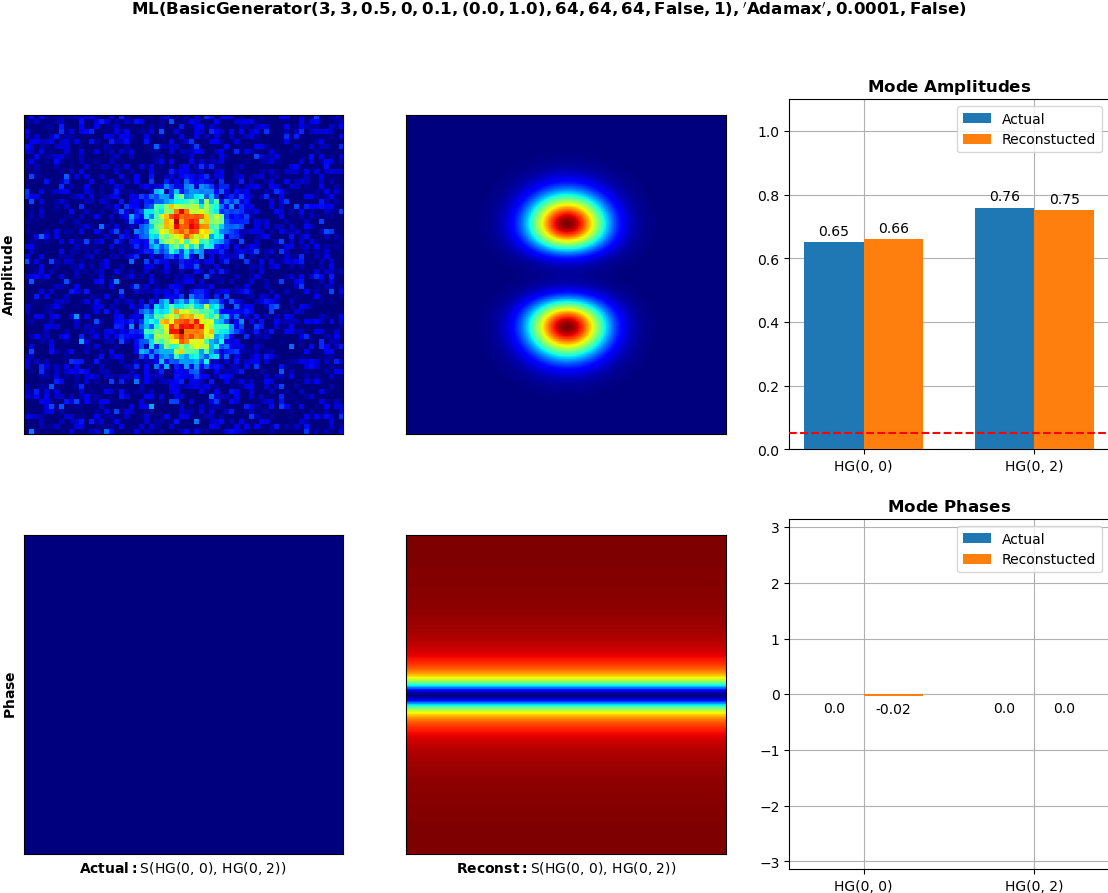 ML(BasicGenerator(3, 3, 0.5, 0, 0.1, (0.0, 1.0), 64, 64, 64, False, 1), ′Adamax′, 0.0001, False)
Amplitude
Mode Amplitudes
Actual
Reconstucted
1.0
0.8
0.6
0.4
0.2
0.0
0.65
0.66
0.76
0.75
HG(0, 0)
HG(0, 2)
Phase
Actual: S(HG(0, 0), HG(0, 2))
Reconst: S(HG(0, 0), HG(0, 2))
Mode Phases
Actual
Reconstucted
3
2
1
0
−1
−2
−3
0.0
-0.02
0.0
0.0
HG(0, 0)
HG(0, 2)